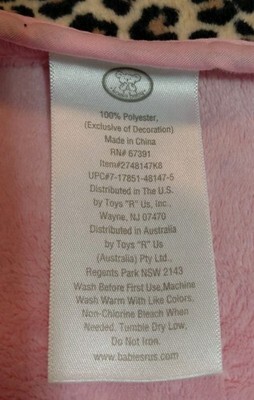 100% Polyester,
(Exclusive of Decoration)
Made in China
RN# 67391
Item#2748147K8
UPC#7-17851-48147-5
Distributed in The U.S.
by Toys "R" Us, Inc.,
Wayne, NJ 07470
Distributed in Australia
by Toys "R" Us
(Australia) Pty Ltd.,
Regents Park NSW 2143
Wash Before First Use,Machine
Wash Warm With Like Colors,
Non-Chlorine Bleach When
Needed, Tumble Dry Low,
Do Not Iron.
www.babiesrus.com